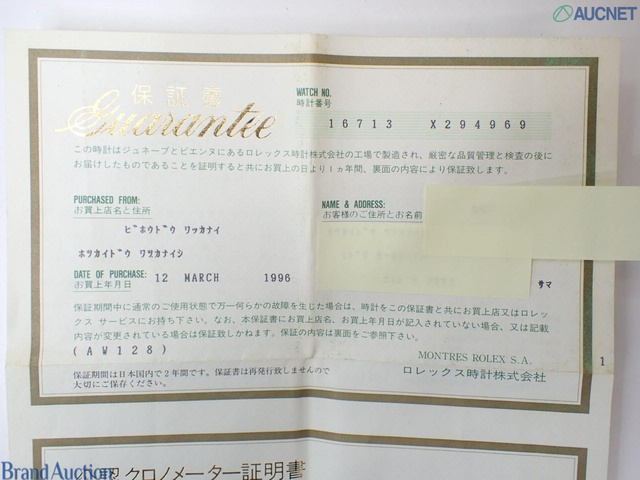 AUCNET
保証書
Guarantee
WATCH NO.
時計番号
16713 X294969
この時計はジュネーブとビエンヌにあるロレックス時計株式会社の工場で製造され、厳密な品質管理と検査の後に
お届けしたものであることを証明すると共にお買上の日より1ヵ年間、裏面の内容により保証致します。
PURCHASED FROM:
お買上店名と住所
NAME & ADDRESS:
お客様のご住所とお名前
ビホウドウ ワッカナイ
ホッカイドウ ワッカナイシ
DATE OF PURCHASE: 12 MARCH 1996
お買上年月日
サマ
保証期間中に通常のご使用状態で万一何らかの故障を生じた場合は、時計をこの保証書と共にお買上店又はロレッ
クス サービスにお持ち下さい。なお、本保証書にお買上店名、お買上年月日が記入されていない場合、又は記載
内容が変更されている場合は保証致しかねます。保証の内容は裏面をご参照下さい。
(AW128)
MONTRES ROLEX S.A.
ロレックス時計株式会社
1
保証期間は日本国内で2年間です。保証書は再発行致しませんので
大切にご保存ください。
クロノメーター証明書
Brand Auction